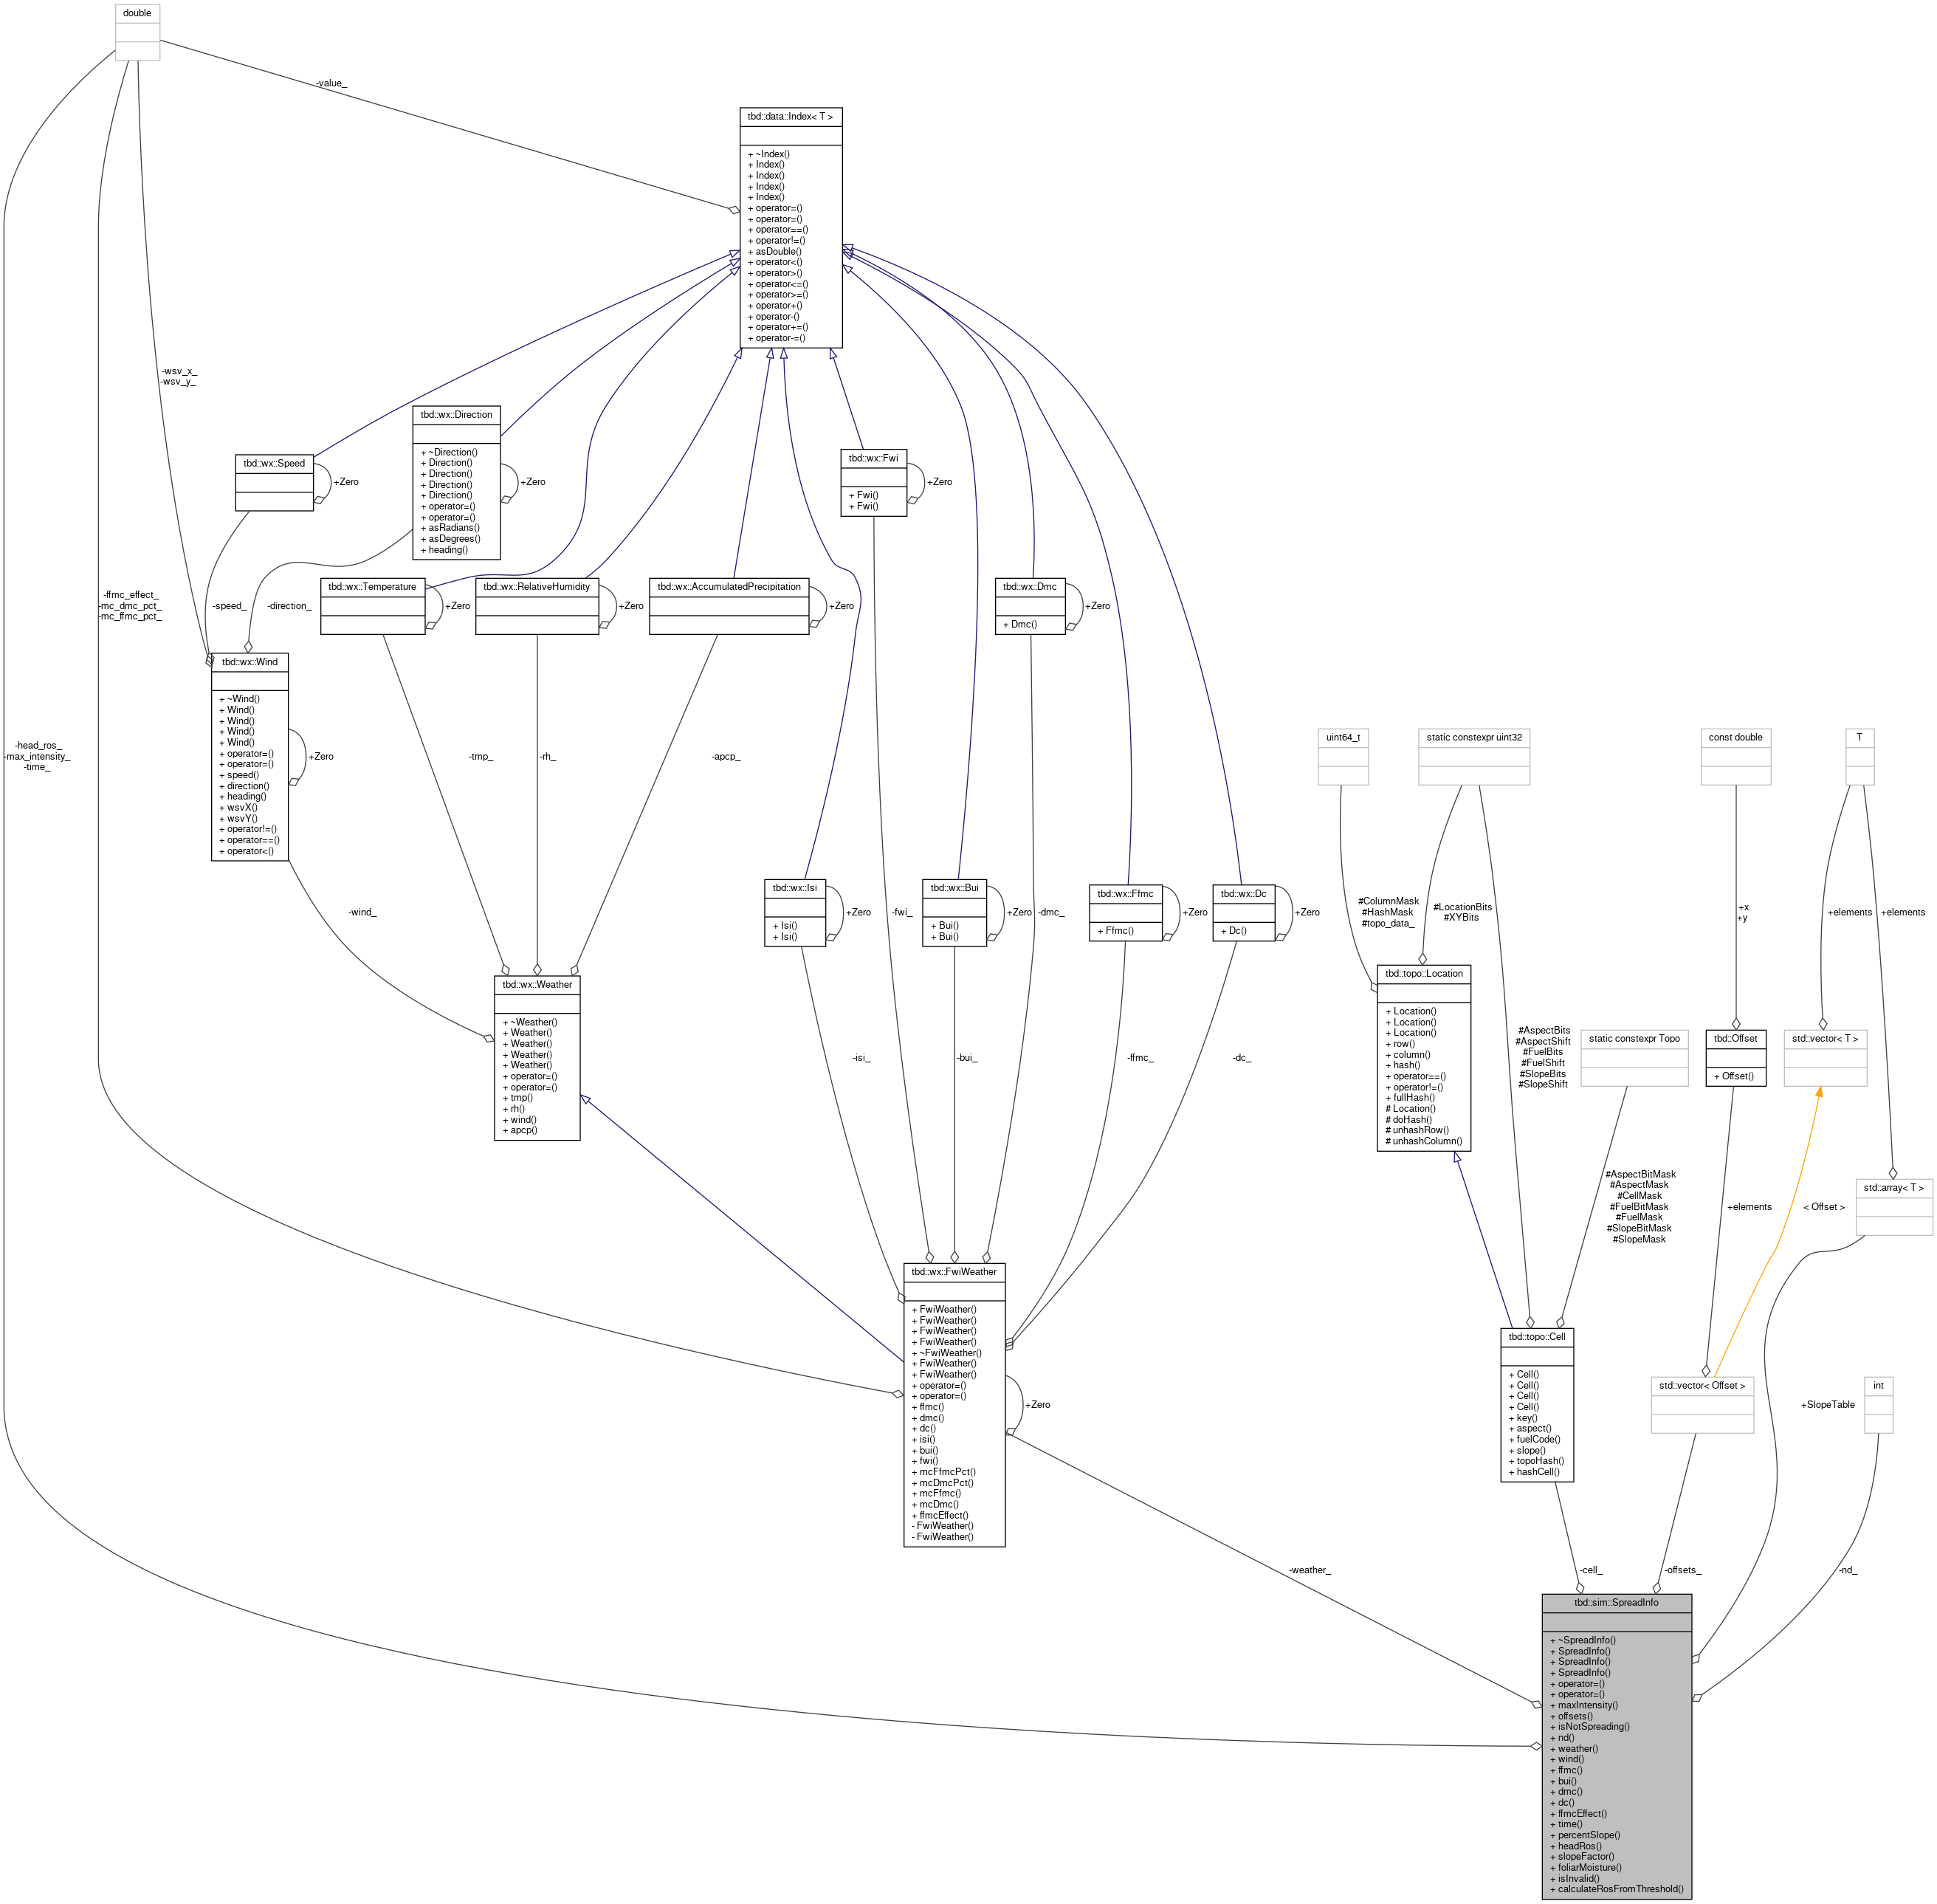 double
-value_
tbd::data::Index< T >
+ ~Index()
+ Index()
+ Index()
+ Index()
+ Index()
+ operator=()
+ operator=()
+ operator==()
+ operator!=()
+ asDouble()
+ operator<()
+ operator>()
+ operator<=()
+ operator>=()
+ operator+()
+ operator-()
+ operator+=()
+ operator-=()
-wsv_x_
-wsv_y_
tbd::wx::Speed
+Zero
tbd::wx::Direction
+ ~Direction()
+ Direction()
+ Direction()
+ Direction()
+ Direction()
+ operator=()
+ operator=()
+ asRadians()
+ asDegrees()
+ heading()
+Zero
tbd::wx::Fwi
+ Fwi()
+ Fwi()
+Zero
-ffmc_effect_
-mc_dmc_pct_
-mc_ffmc_pct_
-speed_
-direction_
tbd::wx::Temperature
+Zero
tbd::wx::RelativeHumidity
+Zero
tbd::wx::AccumulatedPrecipitation
+Zero
tbd::wx::Dmc
+ Dmc()
+Zero
tbd::wx::Wind
+ ~Wind()
+ Wind()
+ Wind()
+ Wind()
+ Wind()
+ operator=()
+ operator=()
+ speed()
+ direction()
+ heading()
+ wsvX()
+ wsvY()
+ operator!=()
+ operator==()
+ operator<()
+Zero
-head_ros_
-max_intensity_
-time_
-tmp_
-rh_
-apcp_
uint64_t
static constexpr uint32
const double
T
-wind_
tbd::wx::Isi
+ Isi()
+ Isi()
+Zero
-fwi_
tbd::wx::Bui
+ Bui()
+ Bui()
+Zero
-dmc_
tbd::wx::Ffmc
+ Ffmc()
+Zero
tbd::wx::Dc
+ Dc()
+Zero
#ColumnMask
#HashMask
#topo_data_
#LocationBits
#XYBits
+x
+y
+elements
+elements
tbd::wx::Weather
+ ~Weather()
+ Weather()
+ Weather()
+ Weather()
+ Weather()
+ operator=()
+ operator=()
+ tmp()
+ rh()
+ wind()
+ apcp()
-isi_
-bui_
-ffmc_
-dc_
tbd::topo::Location
+ Location()
+ Location()
+ Location()
+ row()
+ column()
+ hash()
+ operator==()
+ operator!=()
+ fullHash()
# Location()
# doHash()
# unhashRow()
# unhashColumn()
#AspectBits
#AspectShift
#FuelBits
#FuelShift
#SlopeBits
#SlopeShift
static constexpr Topo
tbd::Offset
+ Offset()
std::vector< T >
#AspectBitMask
#AspectMask
#CellMask
#FuelBitMask
#FuelMask
#SlopeBitMask
#SlopeMask
+elements
< Offset >
std::array< T >
tbd::wx::FwiWeather
+ FwiWeather()
+ FwiWeather()
+ FwiWeather()
+ FwiWeather()
+ ~FwiWeather()
+ FwiWeather()
+ FwiWeather()
+ operator=()
+ operator=()
+ ffmc()
+ dmc()
+ dc()
+ isi()
+ bui()
+ fwi()
+ mcFfmcPct()
+ mcDmcPct()
+ mcFfmc()
+ mcDmc()
+ ffmcEffect()
- FwiWeather()
- FwiWeather()
+Zero
tbd::topo::Cell
+ Cell()
+ Cell()
+ Cell()
+ Cell()
+ key()
+ aspect()
+ fuelCode()
+ slope()
+ topoHash()
+ hashCell()
std::vector< Offset >
+SlopeTable
int
-weather_
-cell_
-offsets_
-nd_
tbd::sim::SpreadInfo
+ ~SpreadInfo()
+ SpreadInfo()
+ SpreadInfo()
+ SpreadInfo()
+ operator=()
+ operator=()
+ maxIntensity()
+ offsets()
+ isNotSpreading()
+ nd()
+ weather()
+ wind()
+ ffmc()
+ bui()
+ dmc()
+ dc()
+ ffmcEffect()
+ time()
+ percentSlope()
+ headRos()
+ slopeFactor()
+ foliarMoisture()
+ isInvalid()
+ calculateRosFromThreshold()